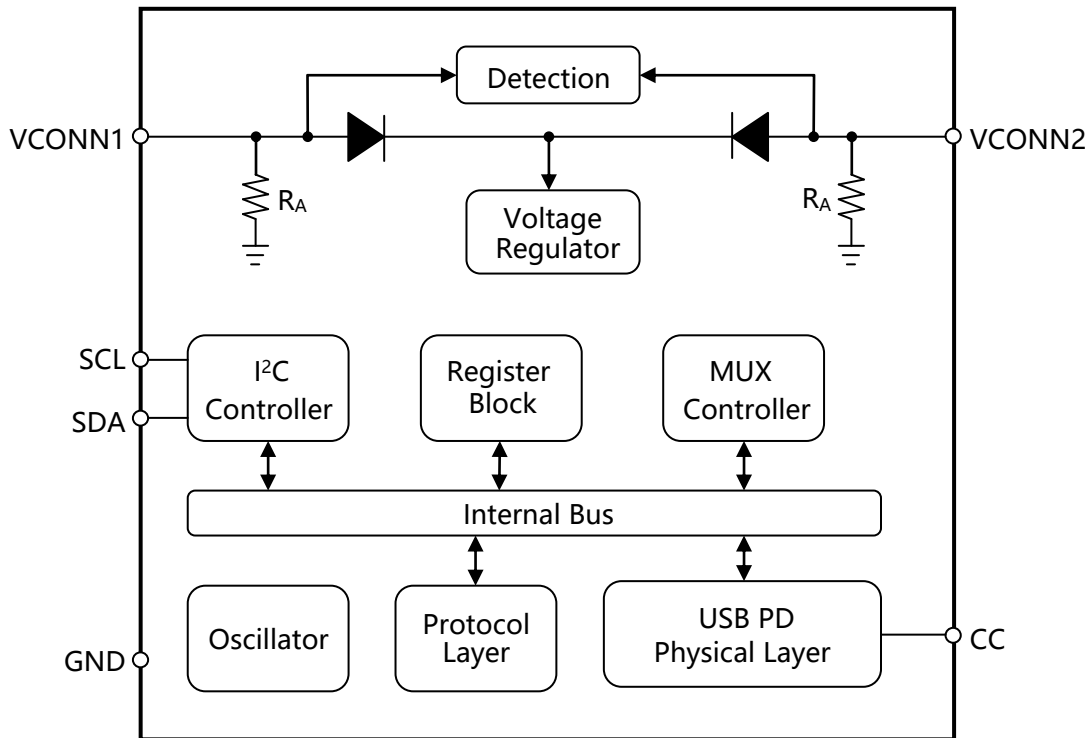 Detection
VCONN1
VCONN2
RA
RA
Voltage
Regulator
SCL
SDA
I²C
Controller
Register
Block
MUX
Controller
Internal Bus
Oscillator
Protocol
Layer
USB PD
Physical Layer
GND
CC